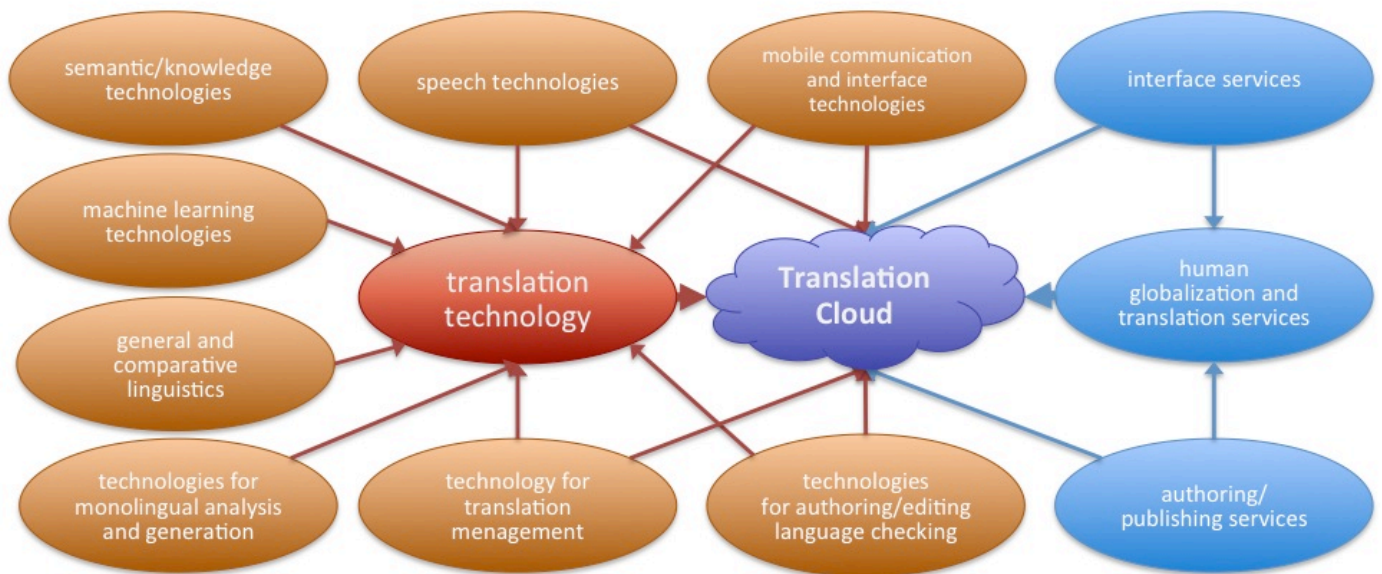 semantic/knowledge
technologies
speech technologies
mobile communication
and interface
technologies
interface services
machine learning
technologies
translation
technology
Translation
Cloud
human
globalization and
translation services
general and
comparative
linguistics
technologies for
monolingual analysis
and generation
technology for
translation
menagement
technologies
for authoring/editing
language checking
authoring/
publishing services